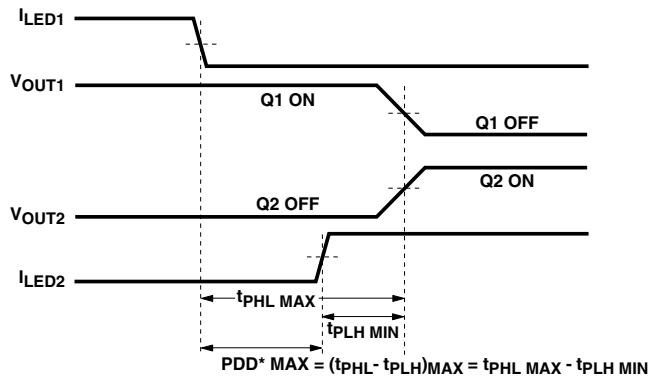 ILED1
VOUT1
Q1 ON
Q1 OFF
Q2 ON
Q2 OFF
VOUT2
ILED2
tPHL MAX
tPLH MIN
PDD* MAX = (tPHL- tPLH)MAX = tPHL MAX - tPLH MIN